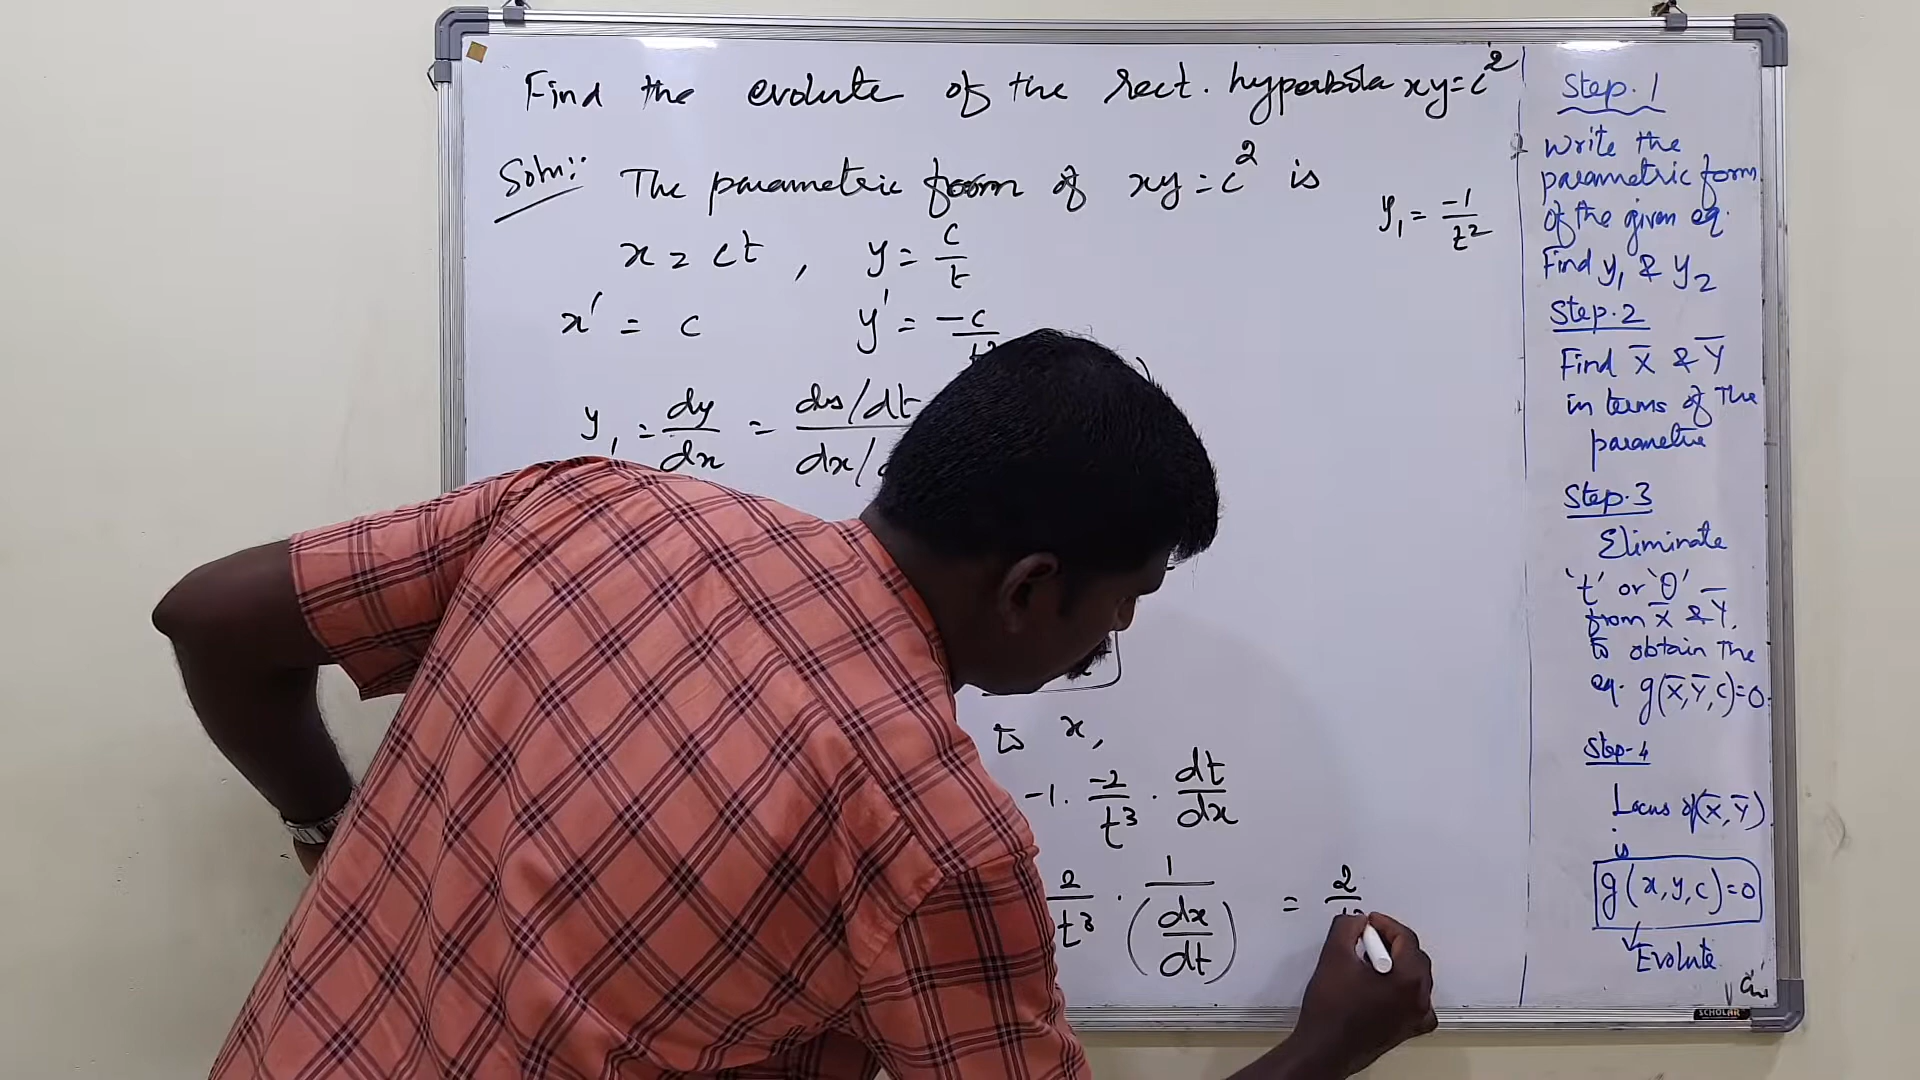 Find the evolute of the rect. hyperbola xy=c²
Soln:: The parametric form of xy=c² is
x = ct , y = c/t
y₁ = -1/t²
x' = c y' = -c/t²
y₁ = dy/dx = dy/dt
dx/
to x,
-1. -2/t³ . dt/dx
2/t³ . 1/(dx/dt) = 2/t³
Step.1
Write the
parametric form
of the given eq.
Find y₁ & y₂
Step.2
Find X̅ & Y̅
in terms of The
Step.3
Eliminate
't' or 'θ'
from X̅ & Y̅,
to obtain The
eq. g(X̅,Y̅,c)=0.
Step-4
Locus of (X̅,Y̅)
is
g(x,y,c)=0
Evolute
SCHOLAR